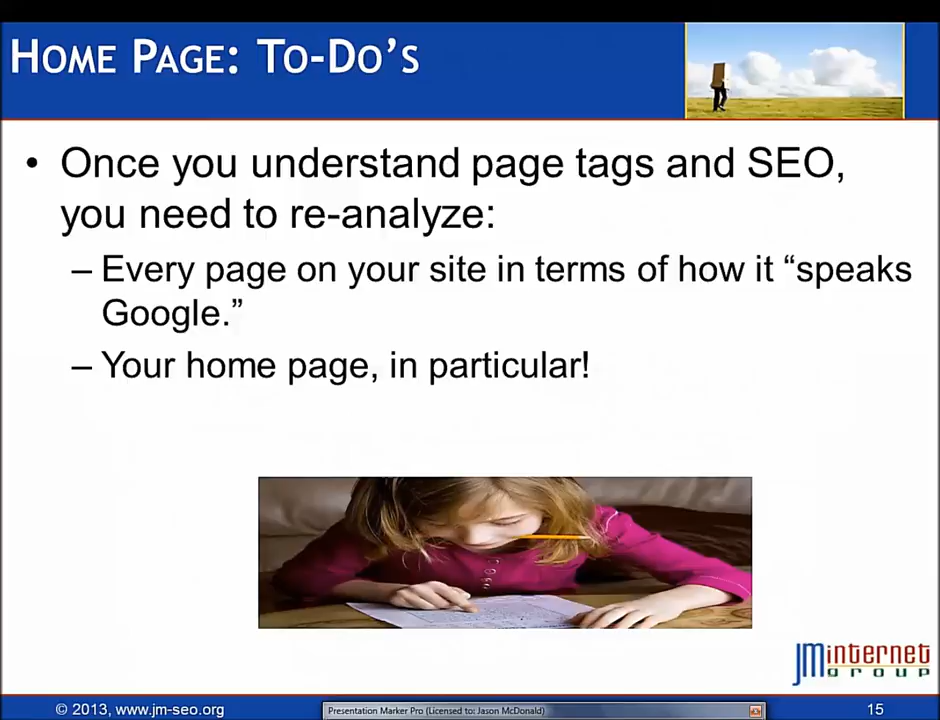 HOME PAGE: TO-DO'S
• Once you understand page tags and SEO,
you need to re-analyze:
– Every page on your site in terms of how it “speaks
Google.”
– Your home page, in particular!
JMinternet
group
© 2013, www.jm-seo.org
Presentation Marker Pro (Licensed to: Jason McDonald)
15